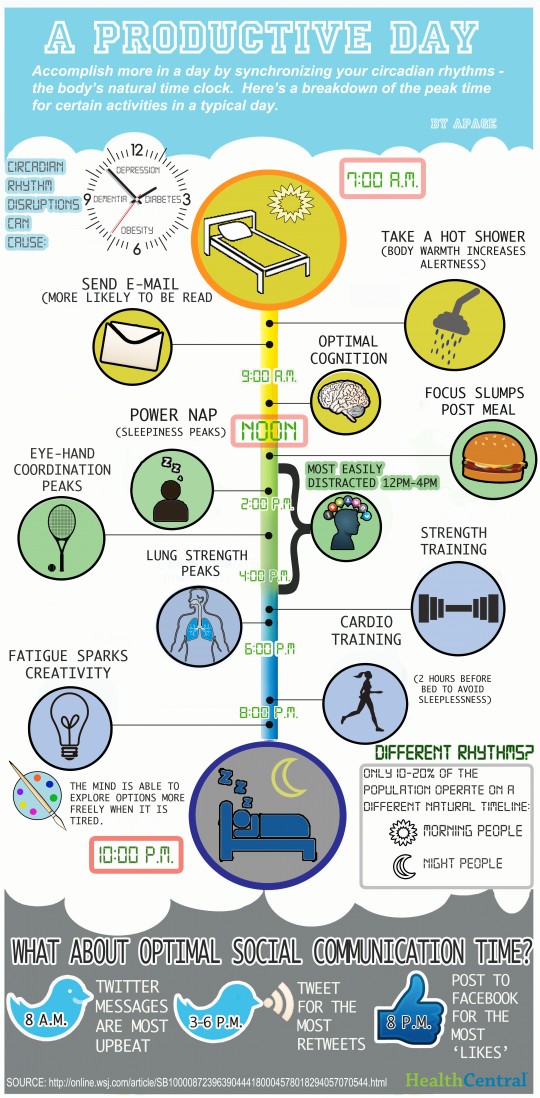 A PRODUCTIVE DAY
Accomplish more in a day by synchronizing your circadian rhythms -
the body's natural time clock. Here's a breakdown of the peak time
for certain activities in a typical day.
BY APAGE
CIRCADIAN
RHYTHM
DISRUPTIONS
CAN
CAUSE:
12
DEPRESSION
9
DEMENTIA
DIABETES
3
OBESITY
6
7:00 A.M.
TAKE A HOT SHOWER
(BODY WARMTH INCREASES
ALERTNESS)
SEND E-MAIL
(MORE LIKELY TO BE READ
OPTIMAL
COGNITION
9:00 A.M.
FOCUS SLUMPS
POST MEAL
POWER NAP
(SLEEPINESS PEAKS)
NOON
EYE-HAND
COORDINATION
PEAKS
MOST EASILY
DISTRACTED 12PM-4PM
ZZZ
2:00 P.M.
STRENGTH
TRAINING
LUNG STRENGTH
PEAKS
4:00 P.M.
CARDIO
TRAINING
6:00 P.M
FATIGUE SPARKS
CREATIVITY
(2 HOURS BEFORE
BED TO AVOID
SLEEPLESSNESS)
8:00 P.M.
THE MIND IS ABLE TO
EXPLORE OPTIONS MORE
FREELY WHEN IT IS
TIRED.
ZZZZ
10:00 P.M.
DIFFERENT RHYTHMS?
ONLY 10-20% OF THE
POPULATION OPERATE ON A
DIFFERENT NATURAL TIMELINE:
MORNING PEOPLE
NIGHT PEOPLE
WHAT ABOUT OPTIMAL SOCIAL COMMUNICATION TIME?
8 A.M.
TWITTER
MESSAGES
ARE MOST
UPBEAT
3-6 P.M.
TWEET
FOR THE
MOST
RETWEETS
8 P.M.
POST TO
FACEBOOK
FOR THE
MOST
'LIKES'
SOURCE: http://online.wsj.com/article/SB10000872396390444180004578018294057070544.html
HealthCentral